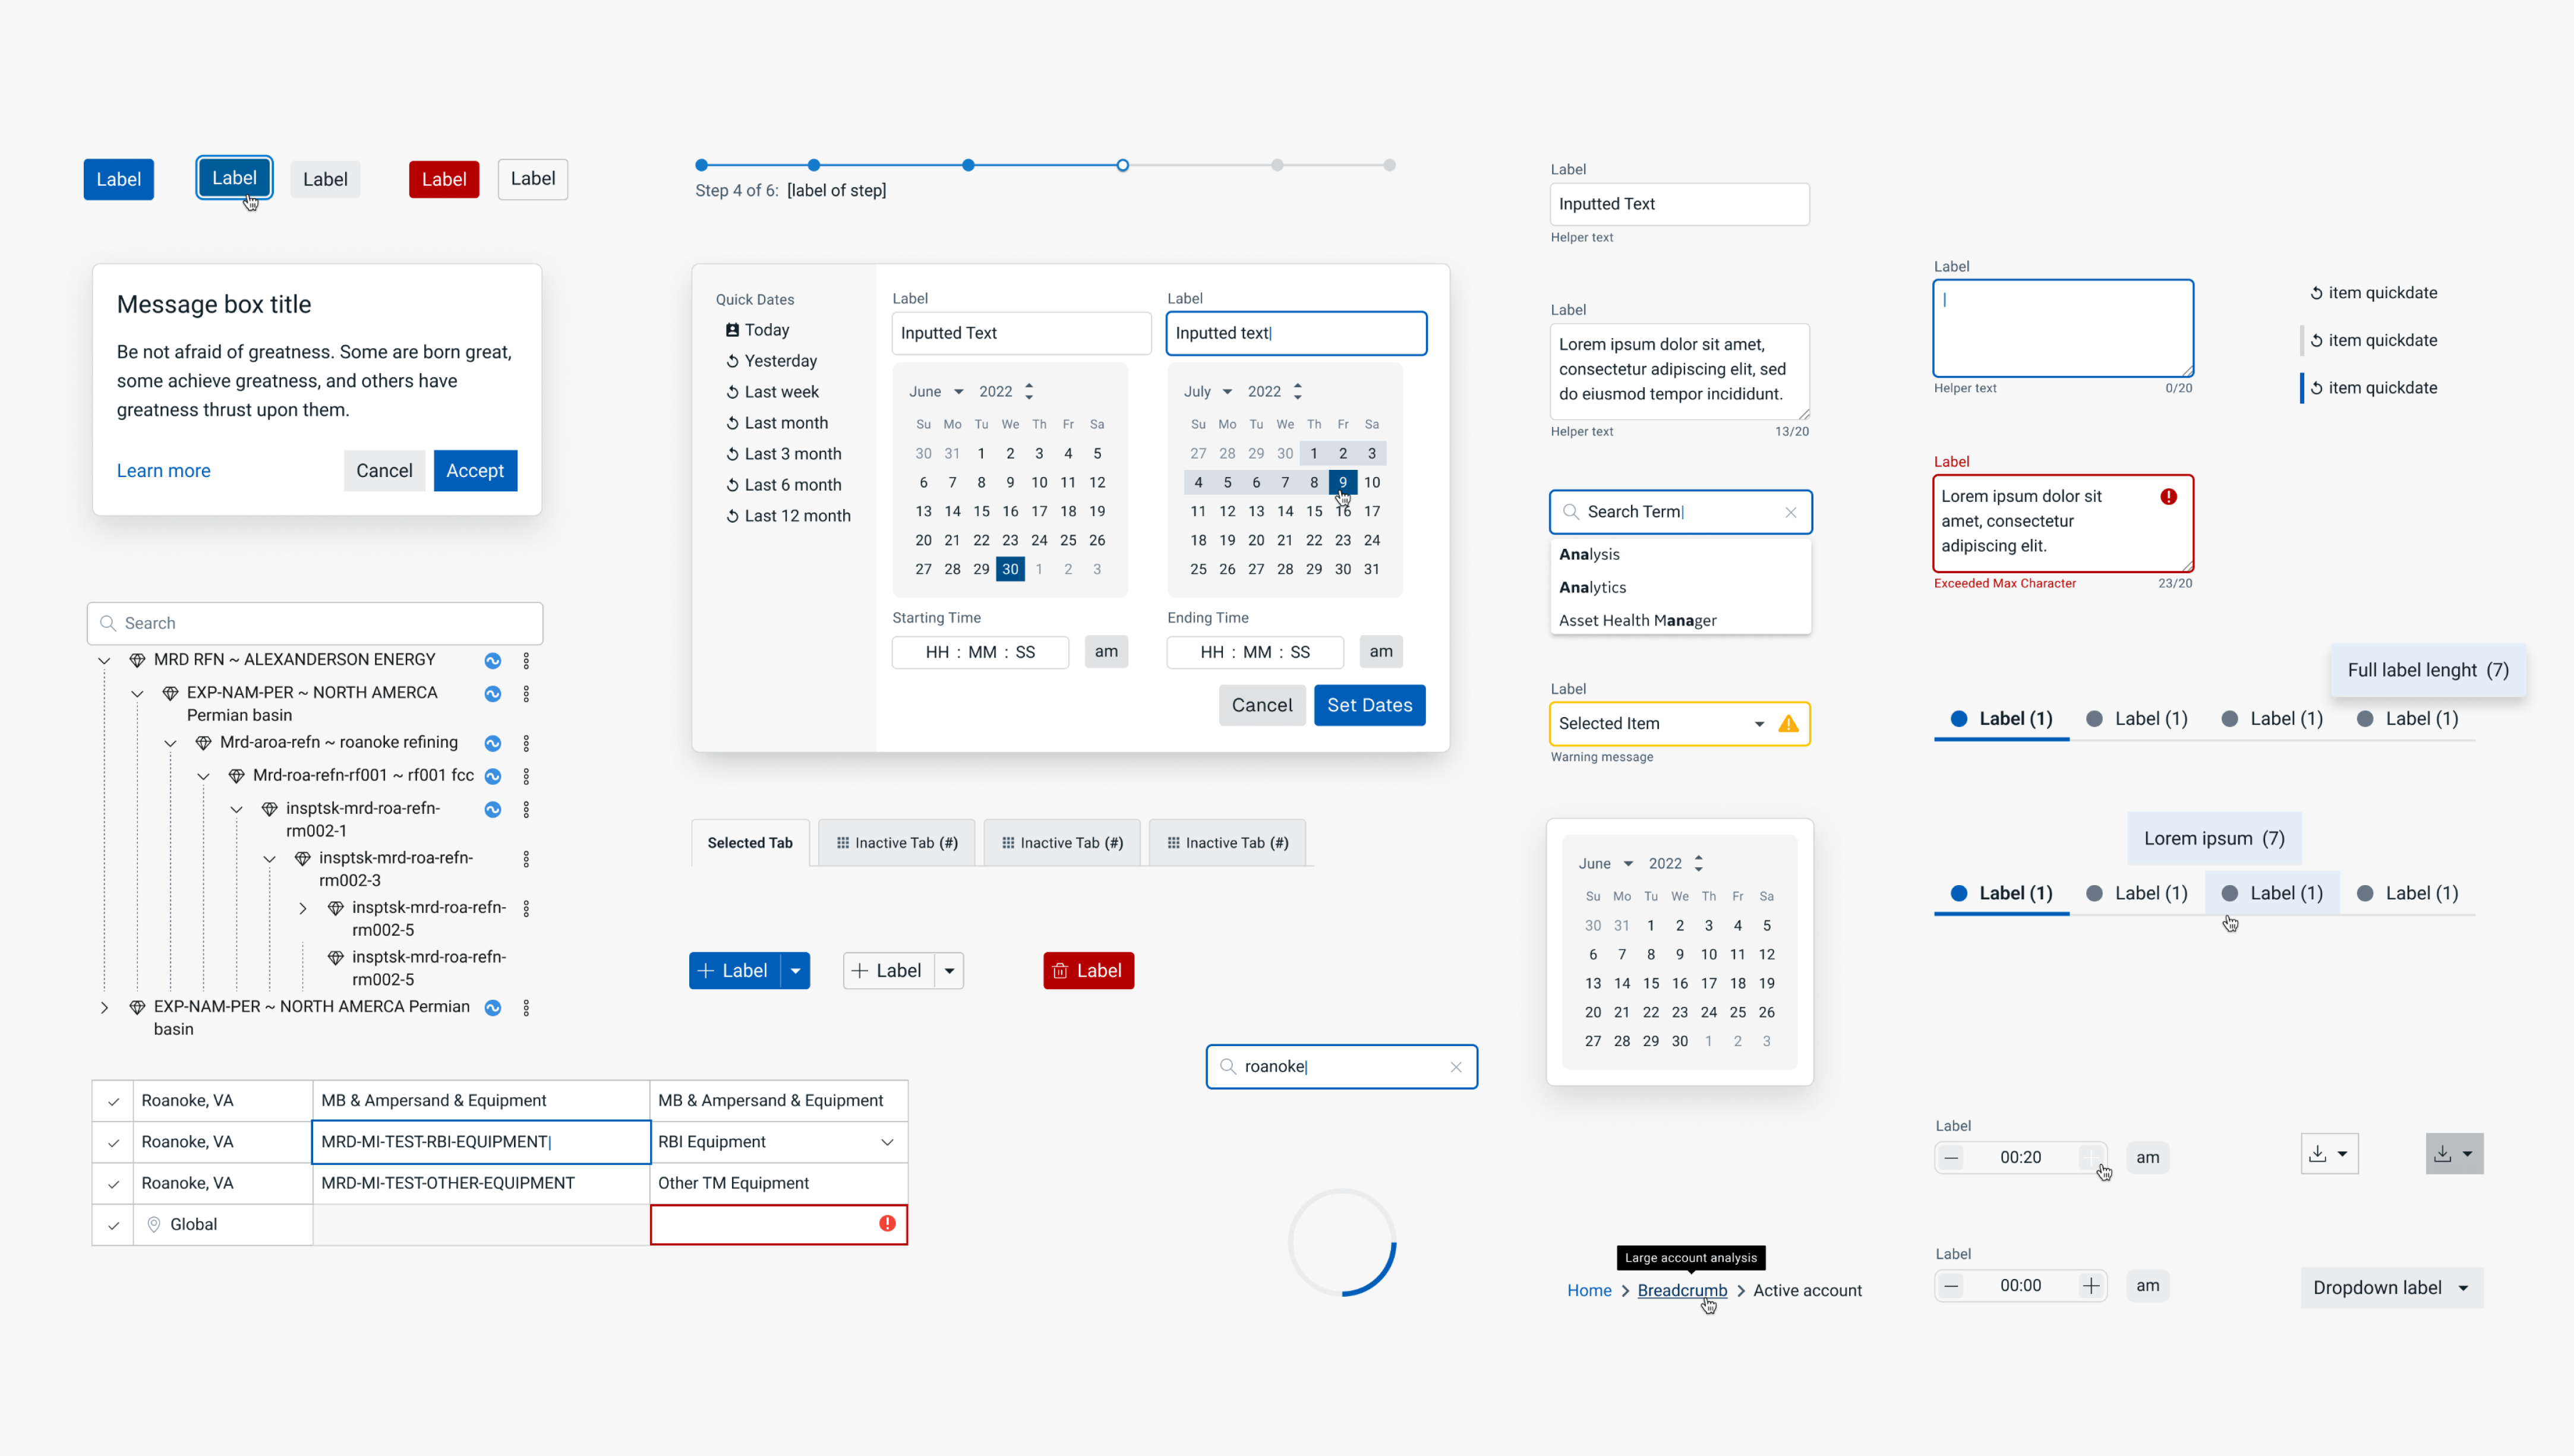 Label
Label
Label
Label
Label
Message box title
Be not afraid of greatness. Some are born great,
some achieve greatness, and others have
greatness thrust upon them.
Learn more
Cancel
Accept
Search
MRD RFN ~ ALEXANDERSON ENERGY
EXP-NAM-PER ~ NORTH AMERCA
Permian basin
Mrd-aroa-refn ~ roanoke refining
Mrd-roa-refn-rf001 ~ rf001 fcc
insptsk-mrd-roa-refn-
rm002-1
insptsk-mrd-roa-refn-
rm002-3
insptsk-mrd-roa-refn-
rm002-5
insptsk-mrd-roa-refn-
rm002-5
EXP-NAM-PER ~ NORTH AMERCA Permian
basin
Roanoke, VA MB & Ampersand & Equipment MB & Ampersand & Equipment
Roanoke, VA MRD-MI-TEST-RBI-EQUIPMENT RBI Equipment
Roanoke, VA MRD-MI-TEST-OTHER-EQUIPMENT Other TM Equipment
Global
Step 4 of 6: [label of step]
Quick Dates
Today
Yesterday
Last week
Last month
Last 3 month
Last 6 month
Last 12 month
Label
Inputted Text
June 2022
Su Mo Tu We Th Fr Sa
30 31 1 2 3 4 5
6 7 8 9 10 11 12
13 14 15 16 17 18 19
20 21 22 23 24 25 26
27 28 29 30 1 2 3
Starting Time
HH : MM : SS am
Label
Inputted text
July 2022
Su Mo Tu We Th Fr Sa
27 28 29 30 1 2 3
4 5 6 7 8 9 10
11 12 13 14 15 16 17
18 19 20 21 22 23 24
25 26 27 28 29 30 31
Ending Time
HH : MM : SS am
Cancel
Set Dates
Selected Tab
Inactive Tab (#)
Inactive Tab (#)
Inactive Tab (#)
Label
Label
Label
roanoke
Label
Inputted Text
Helper text
Label
Lorem ipsum dolor sit amet,
consectetur adipiscing elit, sed
do eiusmod tempor incididunt.
Helper text 13/20
Search Term
Analysis
Analytics
Asset Health Manager
Label
Selected Item
Warning message
June 2022
Su Mo Tu We Th Fr Sa
30 31 1 2 3 4 5
6 7 8 9 10 11 12
13 14 15 16 17 18 19
20 21 22 23 24 25 26
27 28 29 30 1 2 3
Large account analysis
Home > Breadcrumb > Active account
Label
Helper text 0/20
Label
Lorem ipsum dolor sit
amet, consectetur
adipiscing elit.
Exceeded Max Character 23/20
item quickdate
item quickdate
item quickdate
Full label lenght (7)
Label (1) Label (1) Label (1) Label (1)
Lorem ipsum (7)
Label (1) Label (1) Label (1) Label (1)
Label
00:20 am
Label
00:00 am
Dropdown label